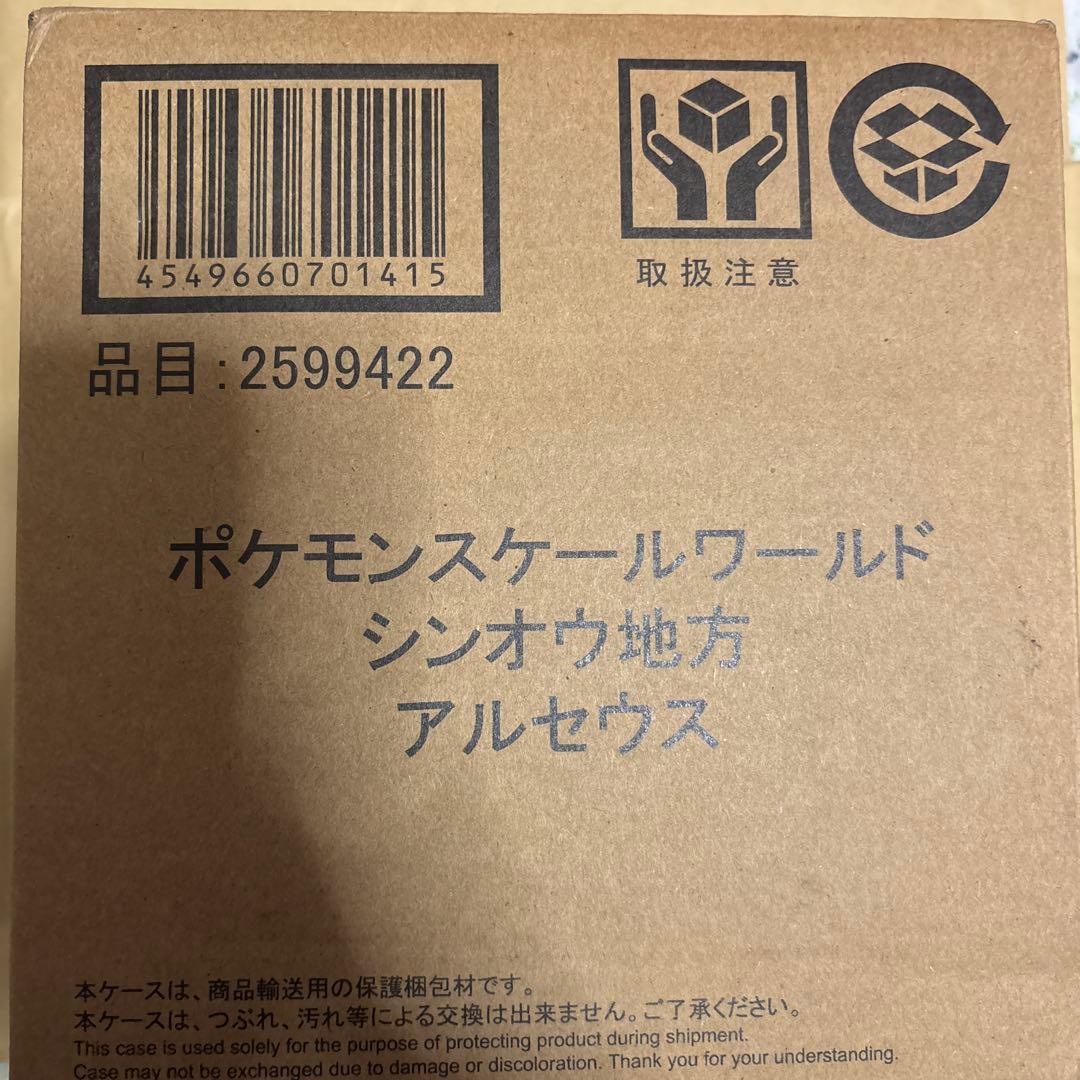 4549660701415
取扱注意
品目:2599422
ポケモンスケールワールド
シンオウ地方
アルセウス
本ケースは、商品輸送用の保護梱包材です。
本ケースは、つぶれ、汚れ等による交換は出来ません。ご了承ください。
This case is used solely for the purpose of protecting product during shipment.
Case may not be exchanged due to damage or discoloration. Thank you for your understanding.